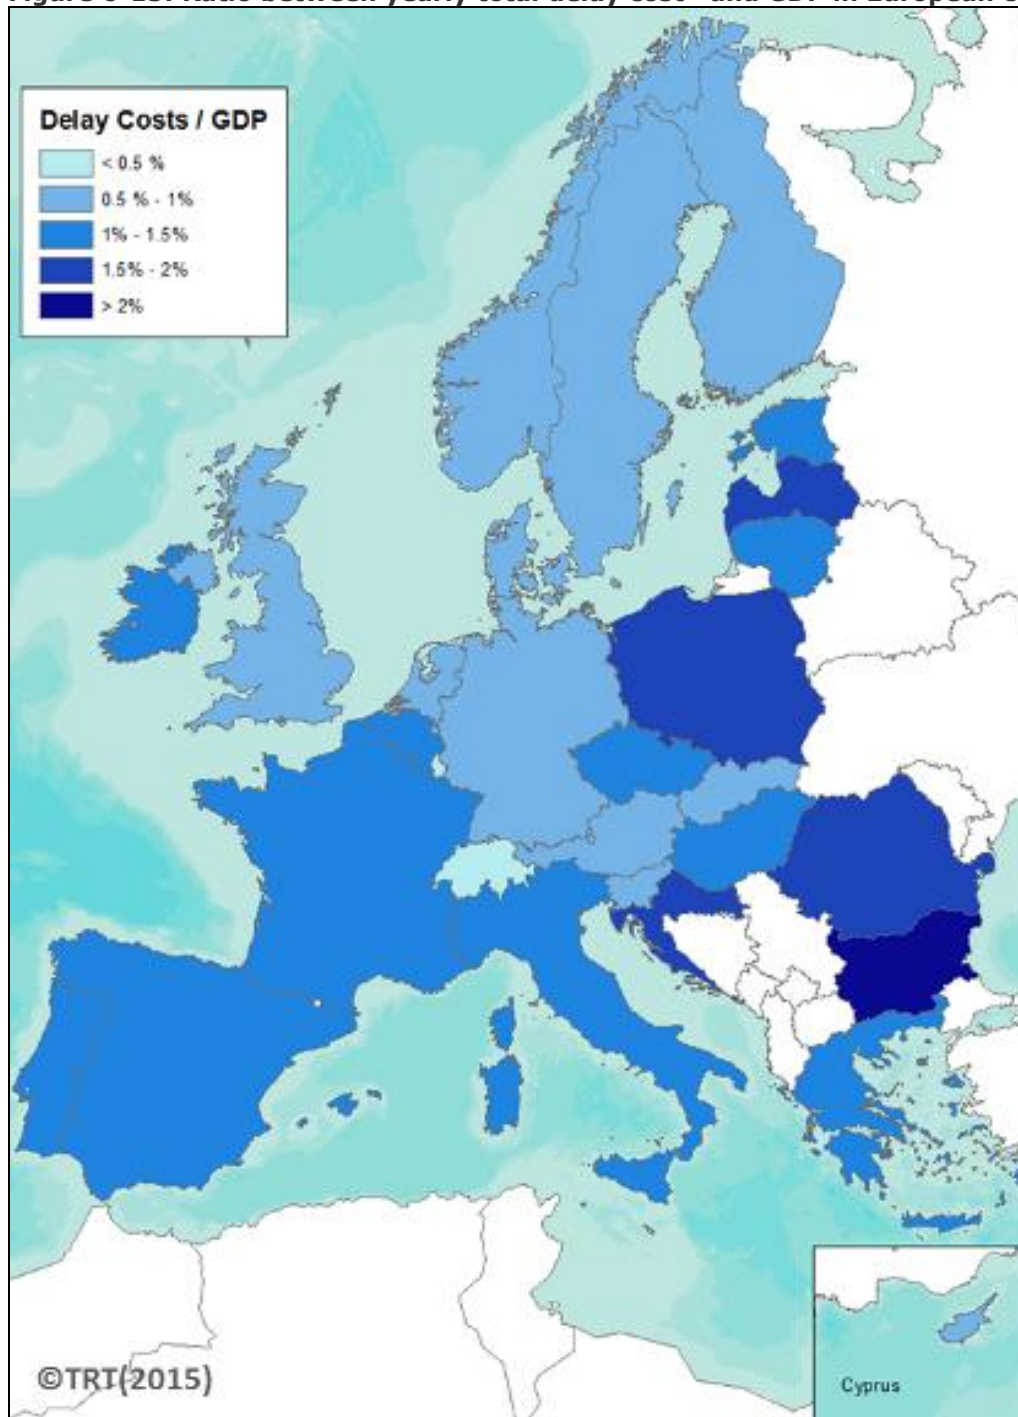 Delay Costs / GDP
< 0.5 %
0.5 % - 1%
1% - 1.5%
1.5% - 2%
> 2%
Cyprus
©TRT(2015)